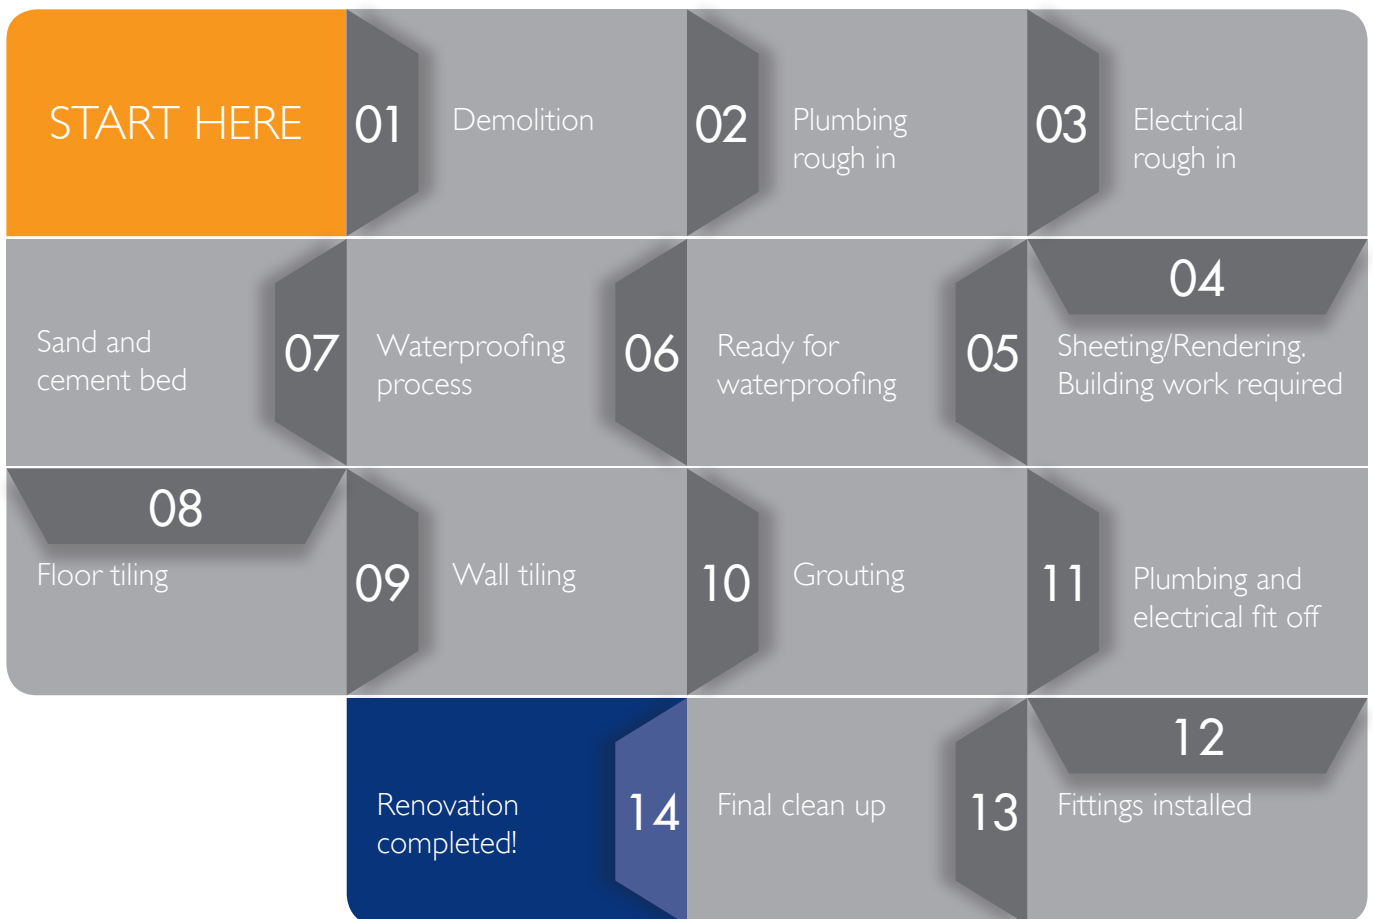 START HERE
01
Demolition
02
Plumbing
rough in
03
Electrical
rough in
04
Sheeting/Rendering.
Building work required
05
Ready for
waterproofing
06
Waterproofing
process
07
Sand and
cement bed
08
Floor tiling
09
Wall tiling
10
Grouting
11
Plumbing and
electrical fit off
12
Fittings installed
13
Final clean up
14
Renovation
completed!